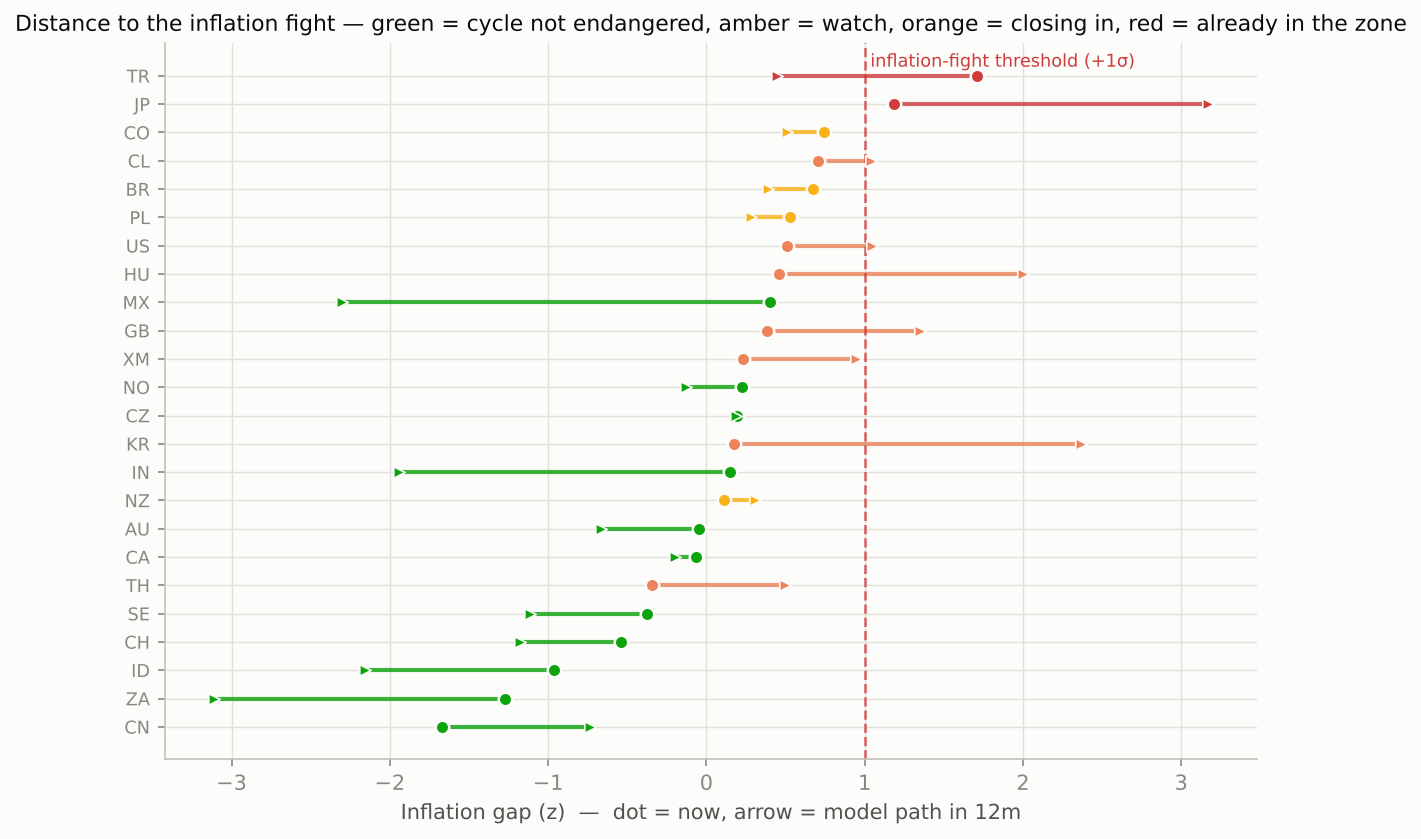 Distance to the inflation fight — green = cycle not endangered, amber = watch, orange = closing in, red = already in the zone
inflation-fight threshold (+1σ)
TR
JP
CO
CL
BR
PL
US
HU
MX
GB
XM
NO
CZ
KR
IN
NZ
AU
CA
TH
SE
CH
ID
ZA
CN
−3 −2 −1 0 1 2 3
Inflation gap (z) — dot = now, arrow = model path in 12m